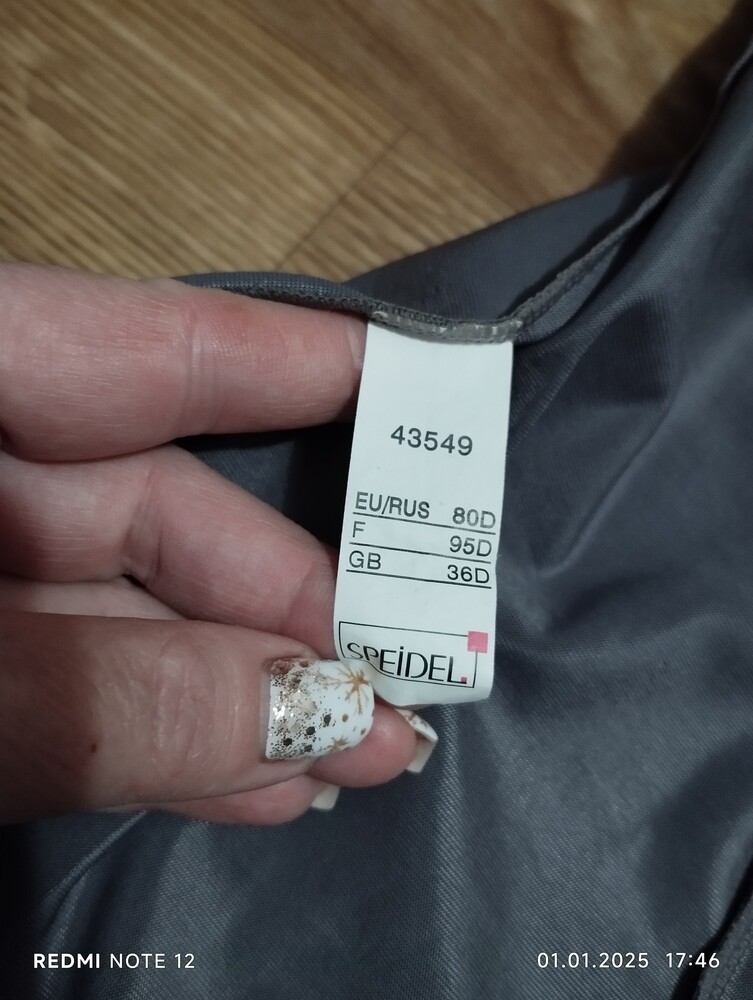 43549
EU/RUS 80D
F 95D
GB 36D
SPEiDEL.
REDMI NOTE 12
01.01.2025 17:46